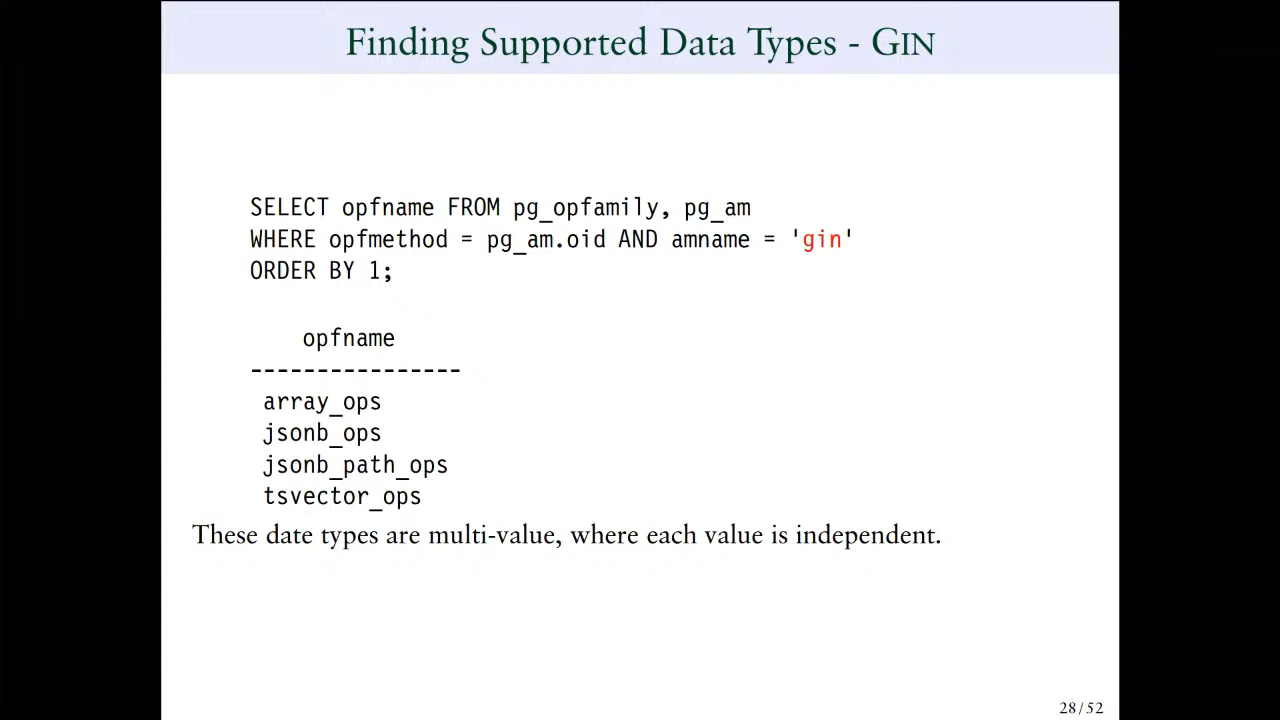 Finding Supported Data Types - GIN
SELECT opfname FROM pg_opfamily, pg_am
WHERE opfmethod = pg_am.oid AND amname = 'gin'
ORDER BY 1;
opfname
----------------
array_ops
jsonb_ops
jsonb_path_ops
tsvector_ops
These date types are multi-value, where each value is independent.
28/52